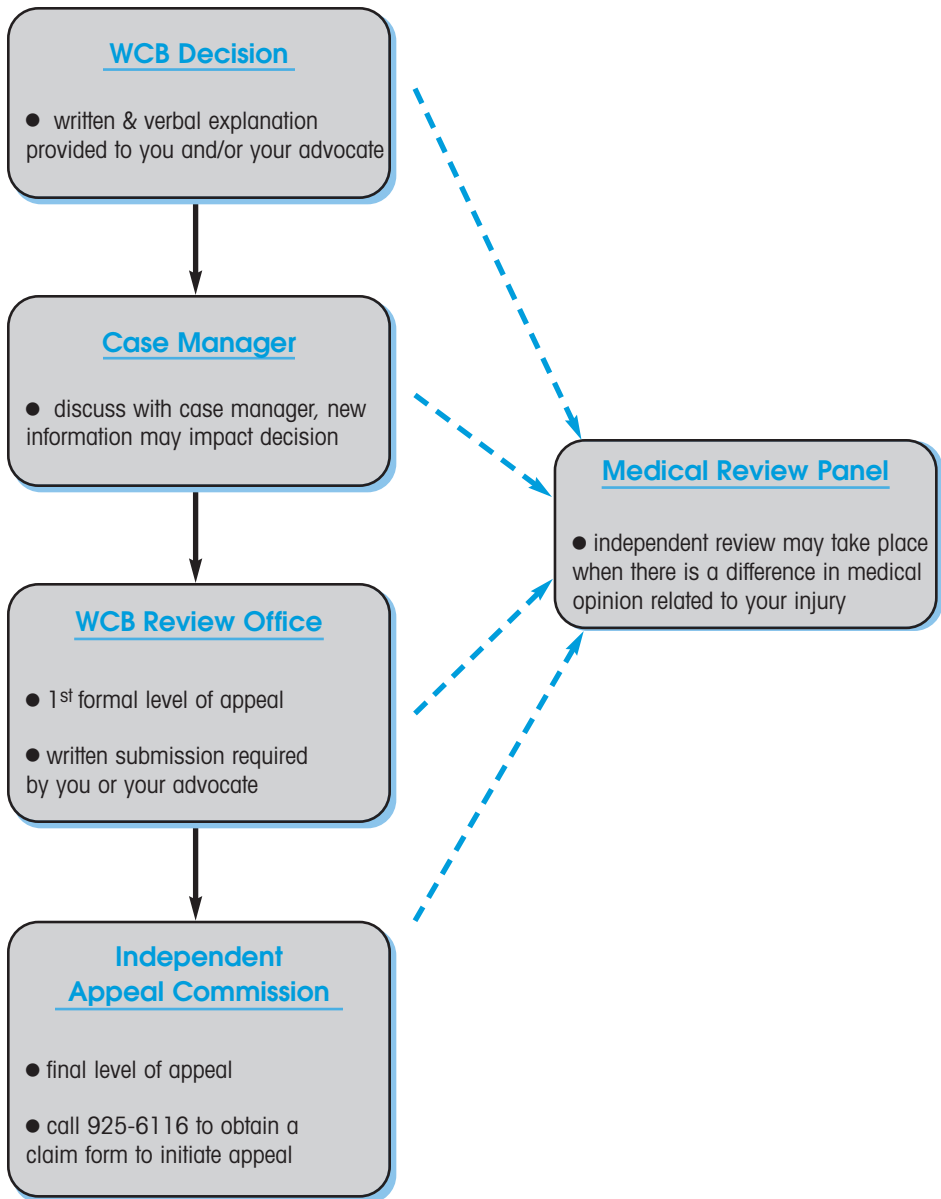 WCB Decision
● written & verbal explanation
provided to you and/or your advocate
Case Manager
● discuss with case manager, new
information may impact decision
Medical Review Panel
● independent review may take place
when there is a difference in medical
opinion related to your injury
WCB Review Office
● 1st formal level of appeal
● written submission required
by you or your advocate
Independent
Appeal Commission
● final level of appeal
● call 925-6116 to obtain a
claim form to initiate appeal